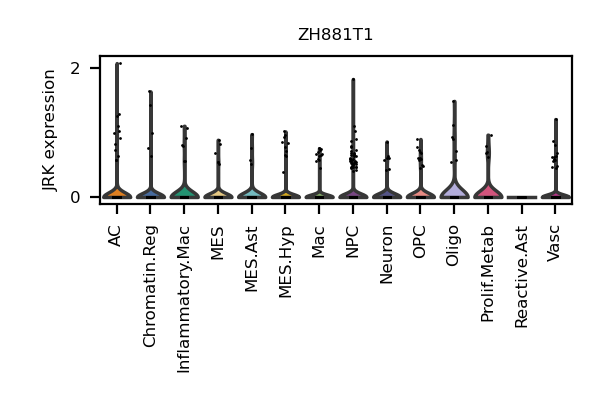 ZH881T1
JRK expression
2
0
AC
Chromatin.Reg
Inflammatory.Mac
MES
MES.Ast
MES.Hyp
Mac
NPC
Neuron
OPC
Oligo
Prolif.Metab
Reactive.Ast
Vasc